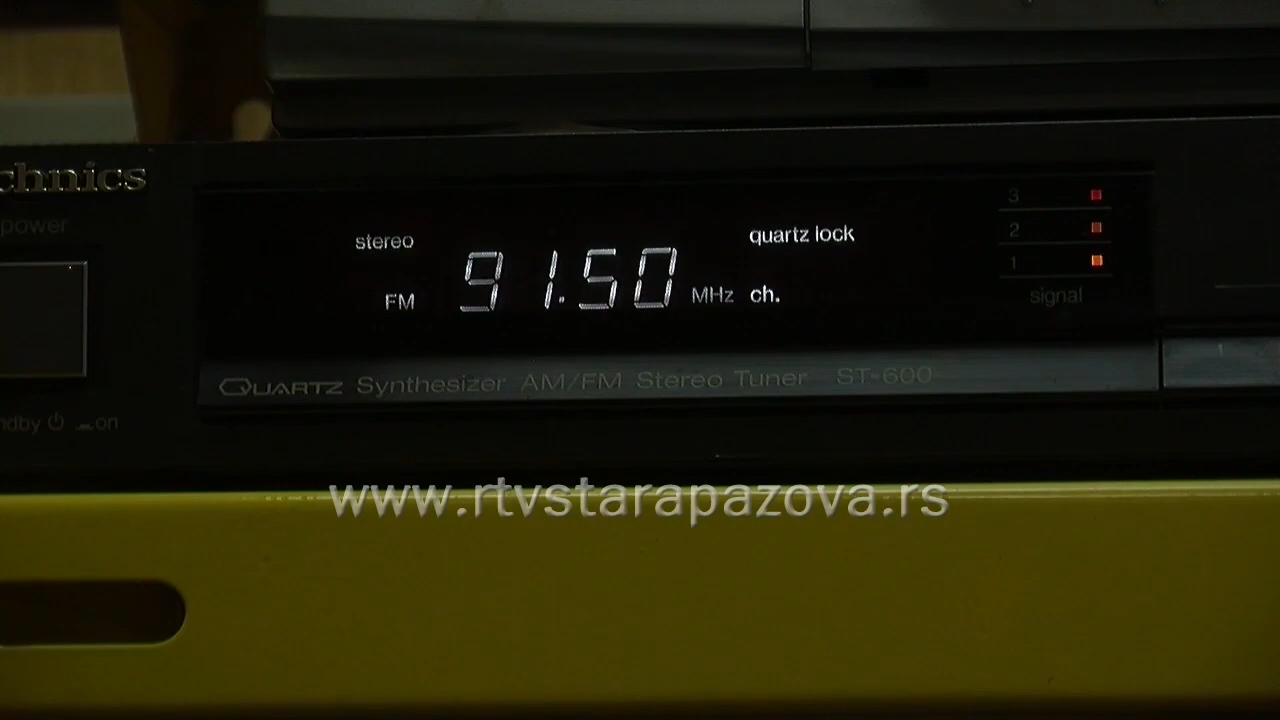 chnics
power
stereo
quartz lock
FM 91.50 MHz ch.
3
2
1
signal
QUARTZ Synthesizer AM/FM Stereo Tuner ST-600
ndby ⏻ on
www.rtvstarapazova.rs